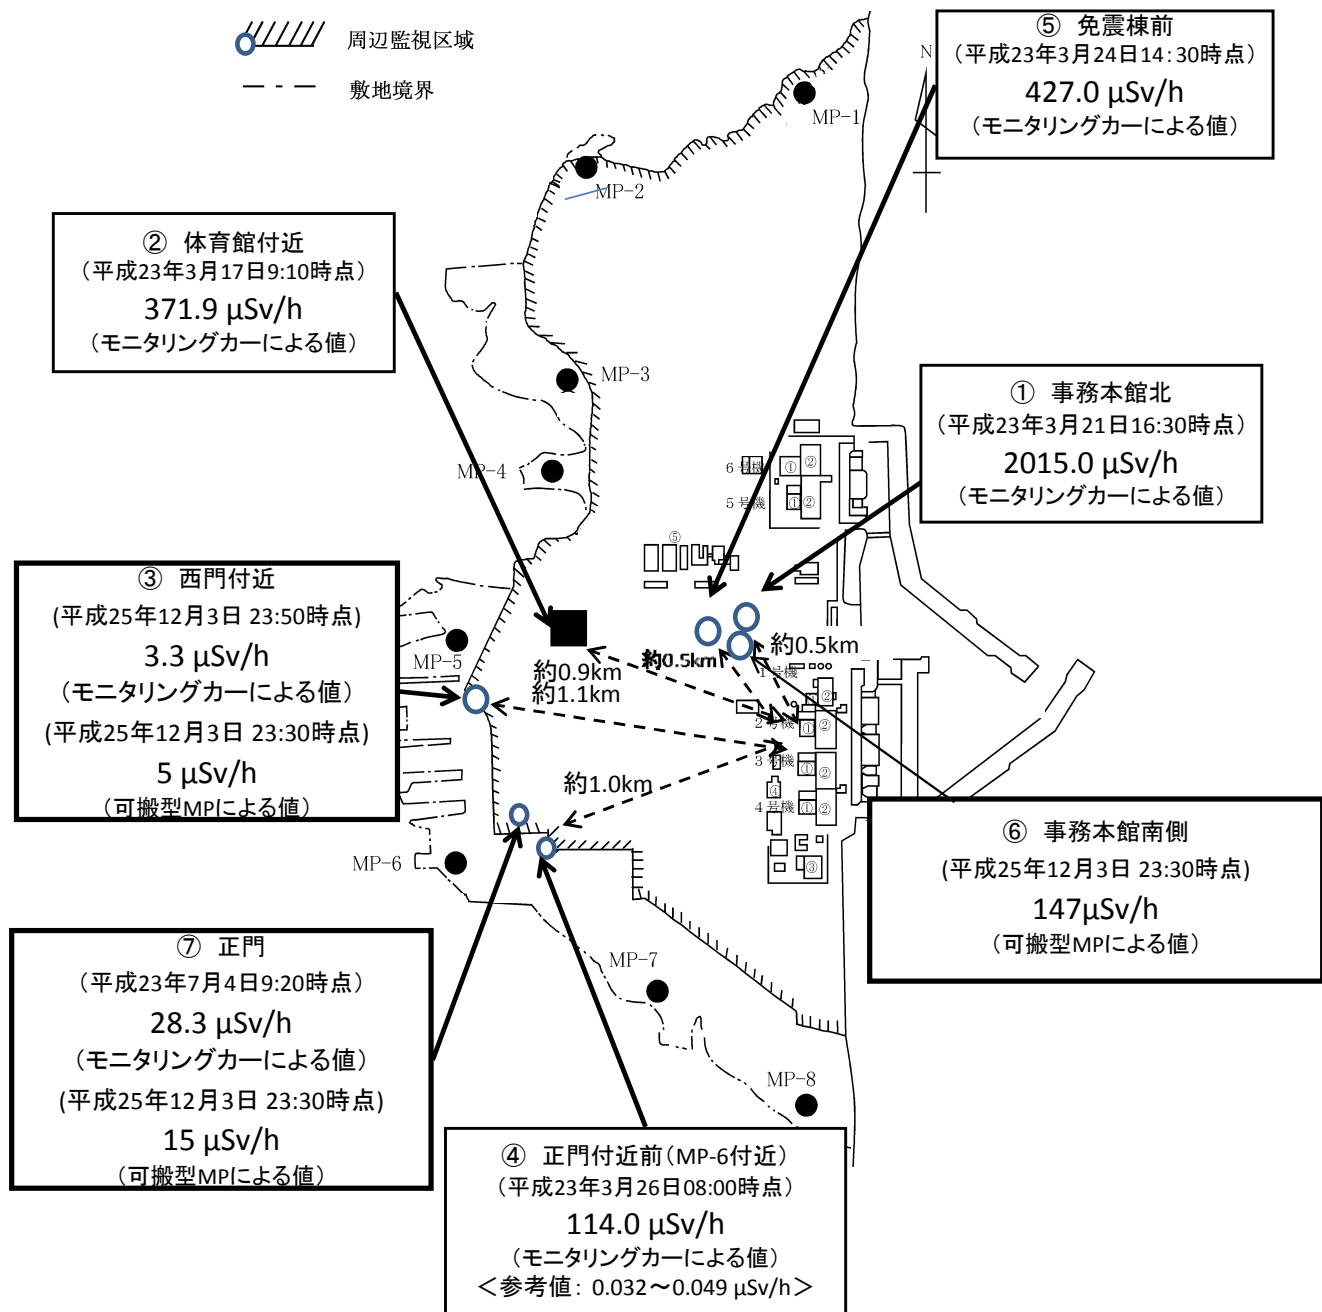 周辺監視区域
敷地境界
⑤ 免震棟前
（平成23年3月24日14:30時点）
427.0 μSv/h
（モニタリングカーによる値）
N
MP-1
MP-2
② 体育館付近
（平成23年3月17日9:10時点）
371.9 μSv/h
（モニタリングカーによる値）
MP-3
① 事務本館北
（平成23年3月21日16:30時点）
2015.0 μSv/h
（モニタリングカーによる値）
MP-4
6号機
① ②
5号機
① ②
⑤
③ 西門付近
(平成25年12月3日 23:50時点)
3.3 μSv/h
（モニタリングカーによる値）
(平成25年12月3日 23:30時点)
5 μSv/h
（可搬型MPによる値）
MP-5
約0.9km
約1.1km
約0.5km
約0.5km
1号機
②
2号機
① ②
3号機
① ②
約1.0km
④
4号機
① ②
③
MP-6
⑥ 事務本館南側
(平成25年12月3日 23:30時点)
147μSv/h
（可搬型MPによる値）
⑦ 正門
（平成23年7月4日9:20時点）
28.3 μSv/h
（モニタリングカーによる値）
(平成25年12月3日 23:30時点)
15 μSv/h
（可搬型MPによる値）
MP-7
MP-8
④ 正門付近前（MP-6付近）
（平成23年3月26日08:00時点）
114.0 μSv/h
（モニタリングカーによる値）
＜参考値：0.032～0.049 μSv/h＞